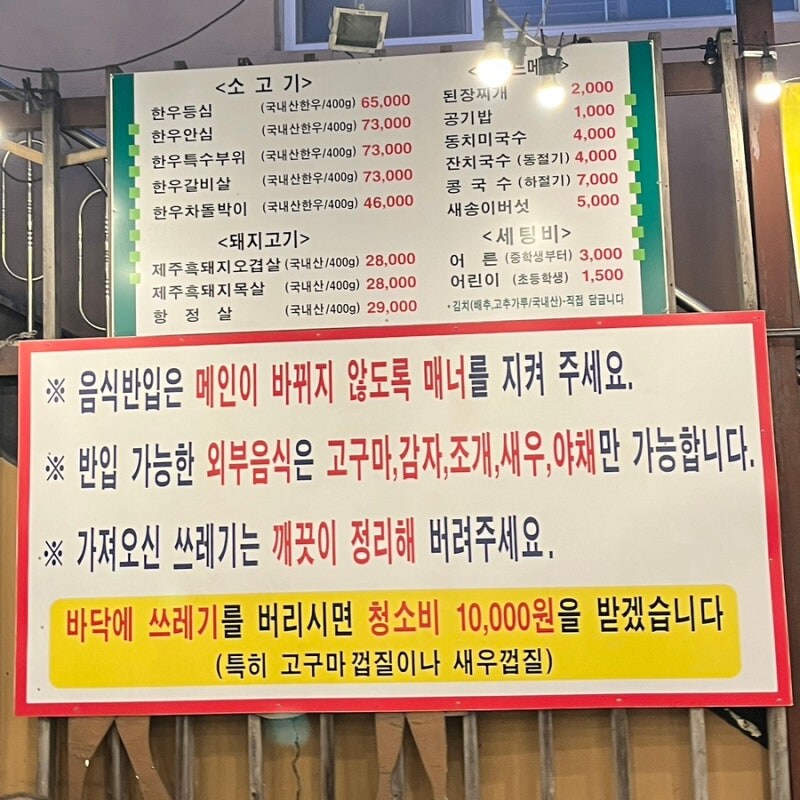 <소고기>
한우등심 (국내산한우/400g) 65,000
한우안심 (국내산한우/400g) 73,000
한우특수부위 (국내산한우/400g) 73,000
한우갈비살 (국내산한우/400g) 73,000
한우차돌박이 (국내산한우/400g) 46,000
<돼지고기>
제주흑돼지오겹살 (국내산/400g) 28,000
제주흑돼지목살 (국내산/400g) 28,000
항정살 (국내산/400g) 29,000
된장찌개 2,000
공기밥 1,000
동치미국수 4,000
잔치국수 (동절기) 4,000
콩국수 (하절기) 7,000
새송이버섯 5,000
<세팅비>
어른 (중학생부터) 3,000
어린이 (초등학생) 1,500
*김치(배추,고추가루/국내산)-직접 담급니다
※ 음식반입은 메인이 바뀌지 않도록 매너를 지켜 주세요.
※ 반입 가능한 외부음식은 고구마,감자,조개,새우,야채만 가능합니다.
※ 가져오신 쓰레기는 깨끗이 정리해 버려주세요.
바닥에 쓰레기를 버리시면 청소비 10,000원을 받겠습니다
(특히 고구마껍질이나 새우껍질)